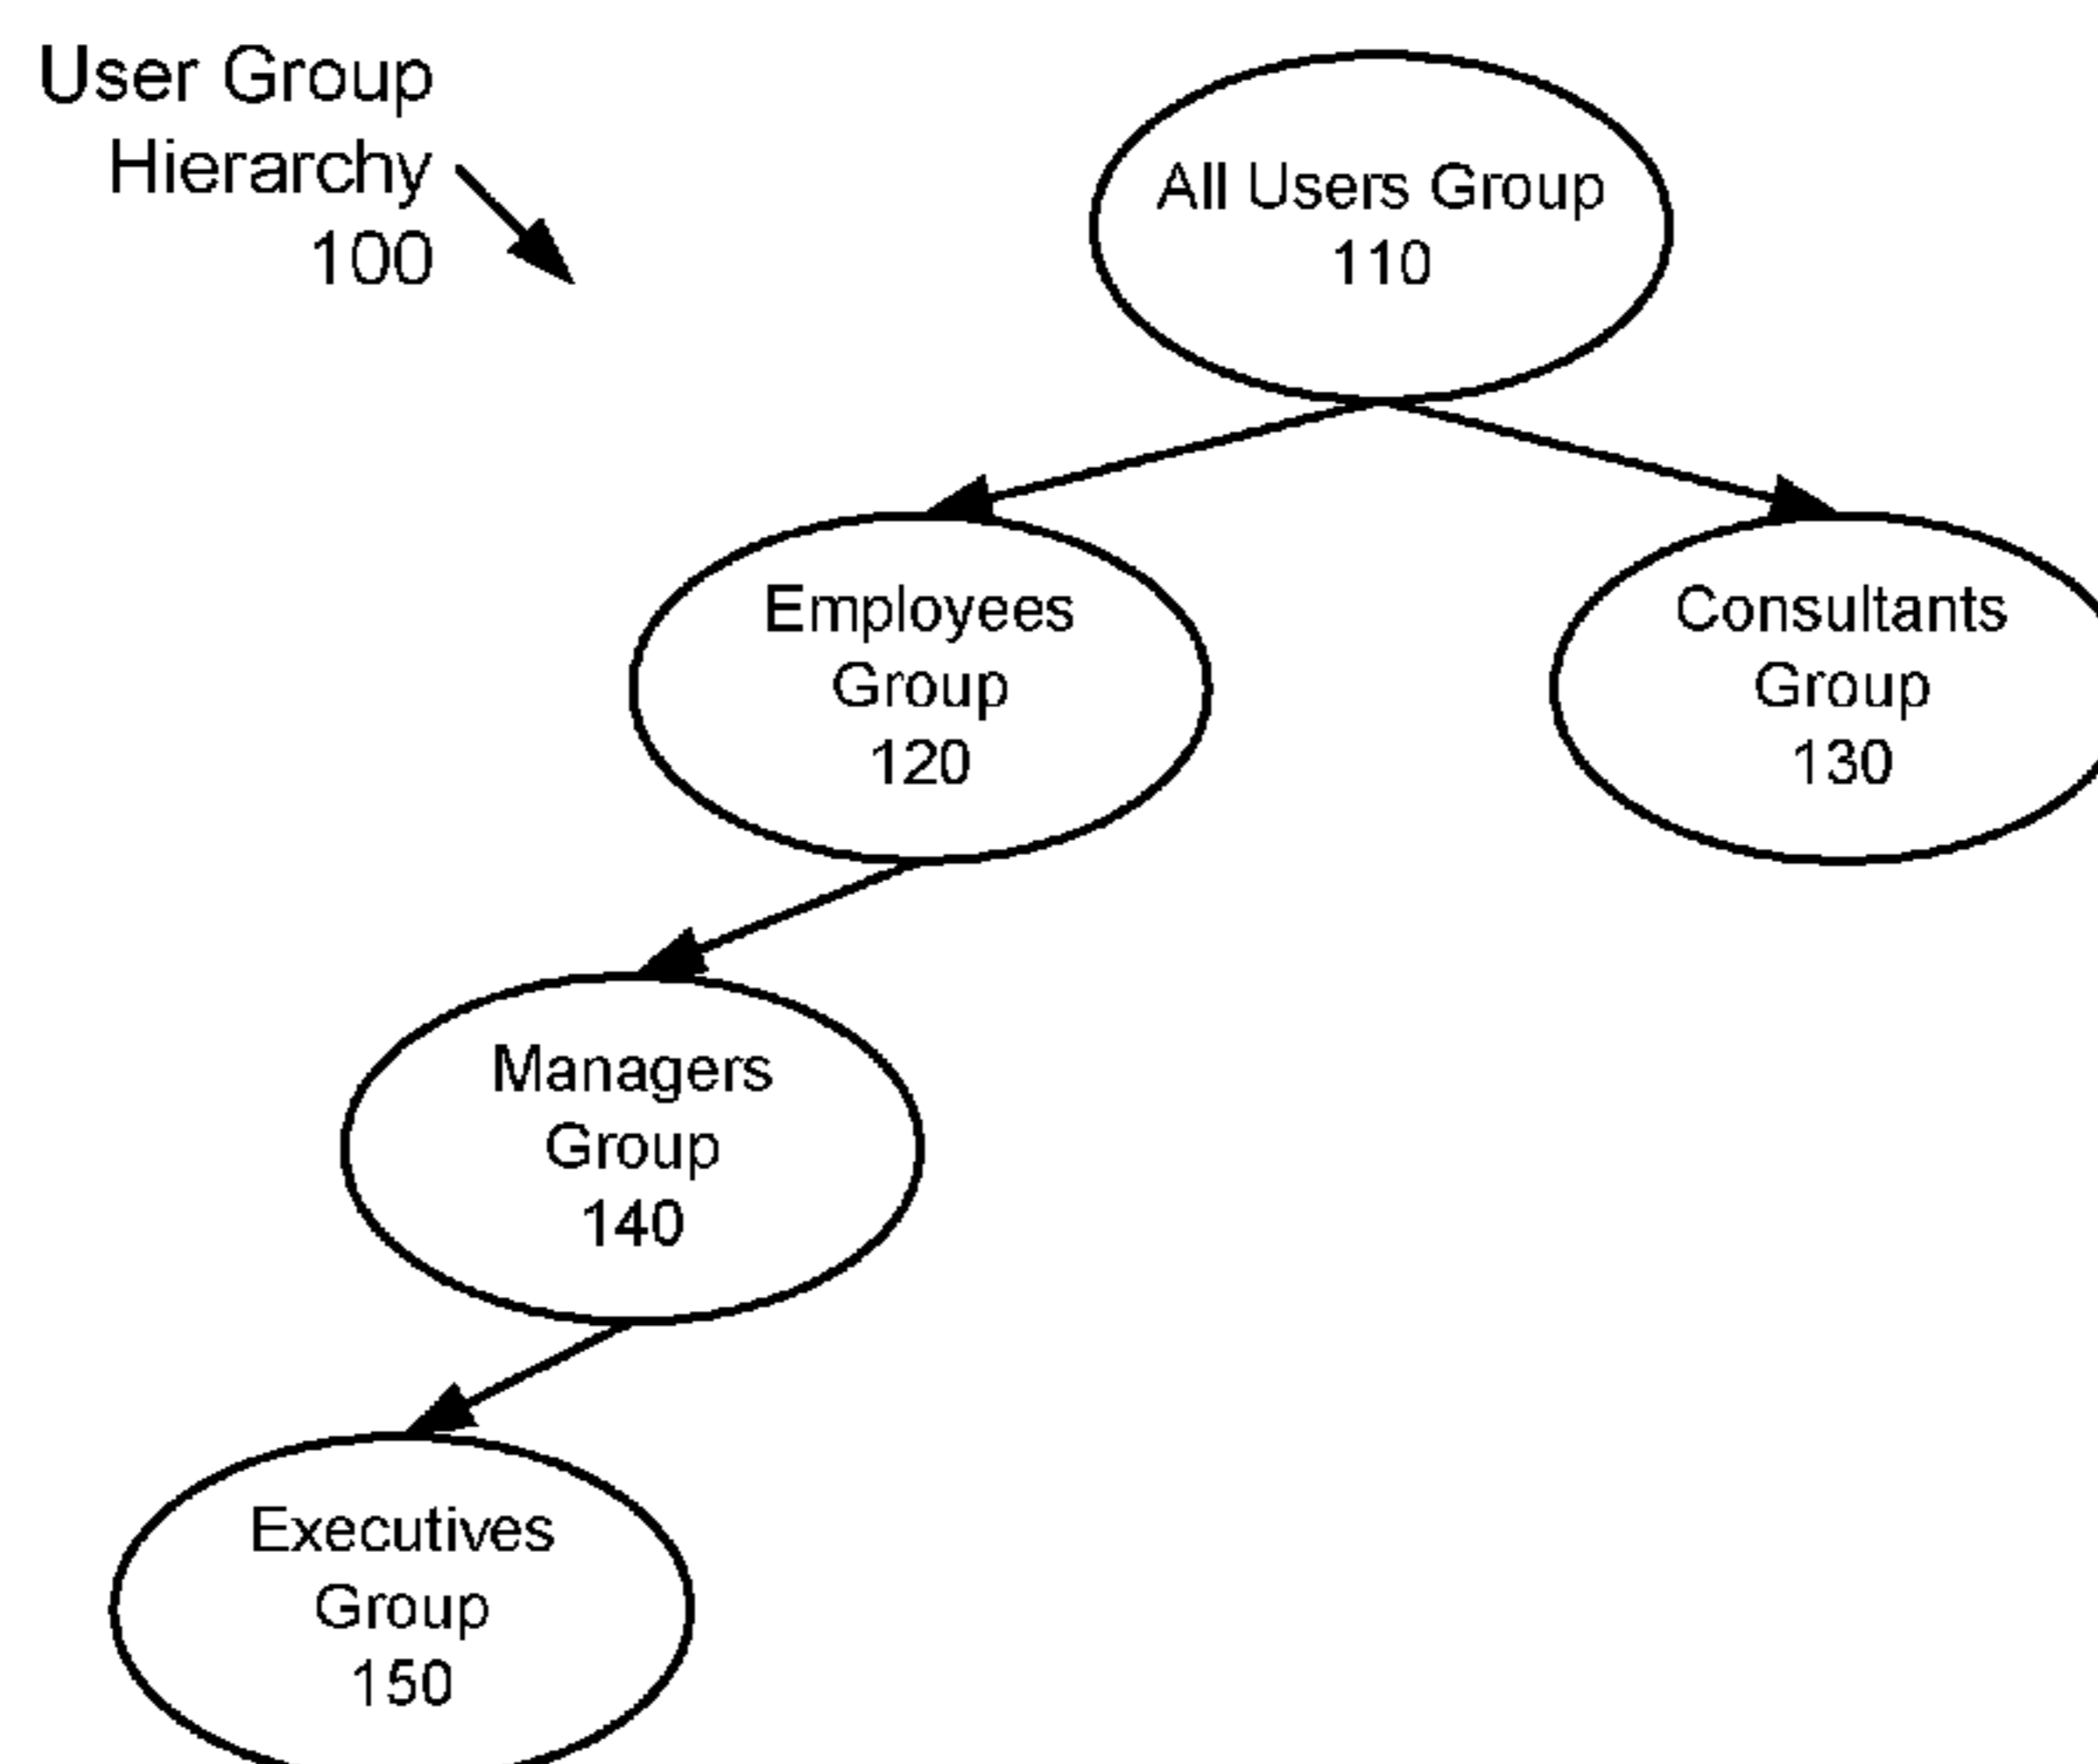 User Group
Hierarchy
100
All Users Group
110
Employees
Group
120
Consultants
Group
130
Managers
Group
140
Executives
Group
150